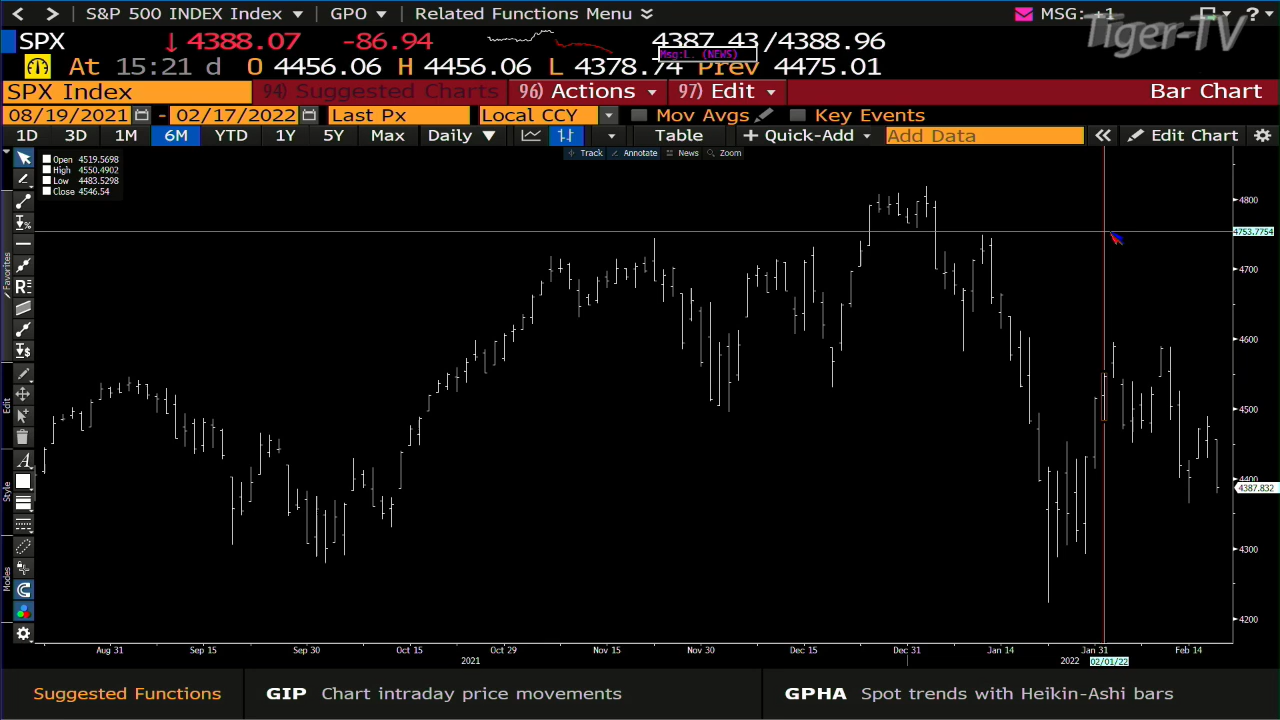 S&P 500 INDEX Index GPO Related Functions Menu MSG: +1 ?
Tiger-TV
SPX 4388.07 -86.94 4387.43/4388.96
Msg:L. (NEWS)
At 15:21 d O 4456.06 H 4456.06 L 4378.74 Prev 4475.01
SPX Index 94) Suggested Charts 96) Actions 97) Edit Bar Chart
08/19/2021 - 02/17/2022 Last Px Local CCY Mov Avgs Key Events
1D 3D 1M 6M YTD 1Y 5Y Max Daily Table + Quick-Add Add Data « Edit Chart
Track Annotate News Zoom
Open 4519.5698
High 4550.4902
Low 4483.5298
Close 4546.54
4800
4753.7754
4700
4600
4500
4400
4387.832
4300
4200
Favorites
Edit
Style
Modes
Aug 31 Sep 15 Sep 30 Oct 15 Oct 29 Nov 15 Nov 30 Dec 15 Dec 31 Jan 14 Jan 31 Feb 14
2021 2022 02/01/22
Suggested Functions GIP Chart intraday price movements GPHA Spot trends with Heikin-Ashi bars